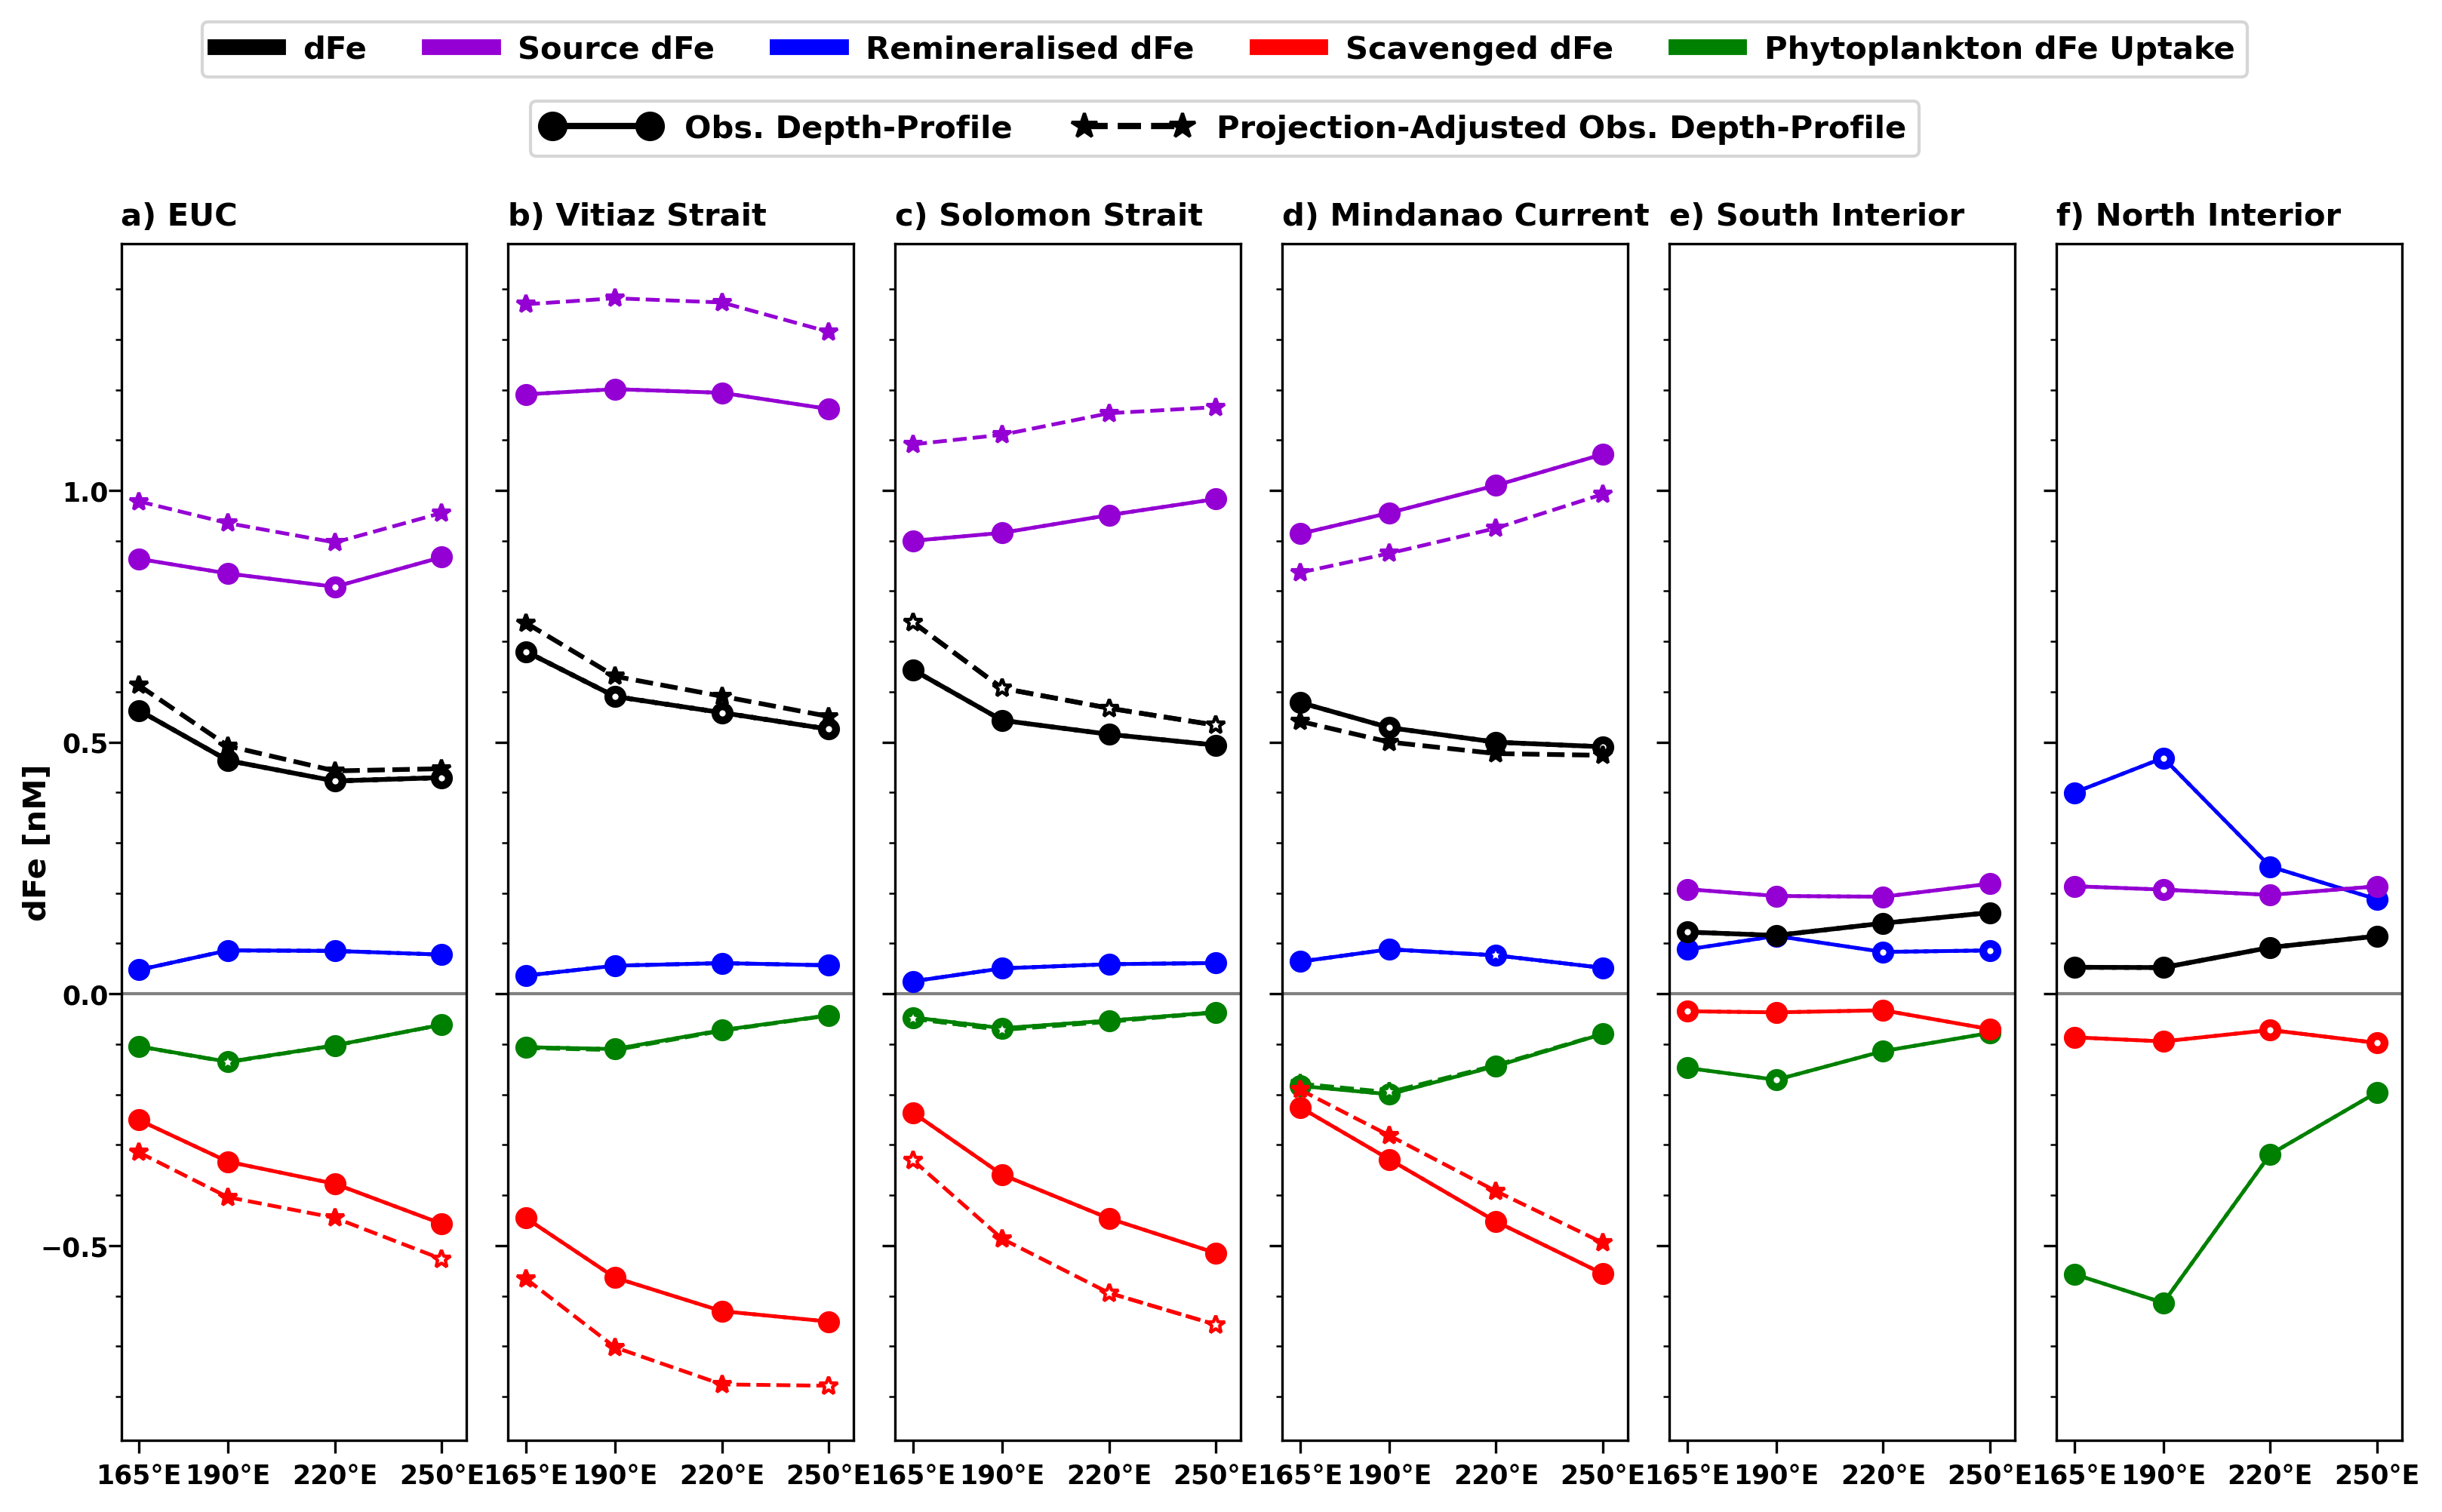 dFe Source dFe Remineralised dFe Scavenged dFe Phytoplankton dFe Uptake
Obs. Depth-Profile Projection-Adjusted Obs. Depth-Profile
a) EUC b) Vitiaz Strait c) Solomon Strait d) Mindanao Current e) South Interior f) North Interior
dFe [nM]
1.0
0.5
0.0
−0.5
165°E 190°E 220°E 250°E 165°E 190°E 220°E 250°E 165°E 190°E 220°E 250°E 165°E 190°E 220°E 250°E 165°E 190°E 220°E 250°E 165°E 190°E 220°E 250°E